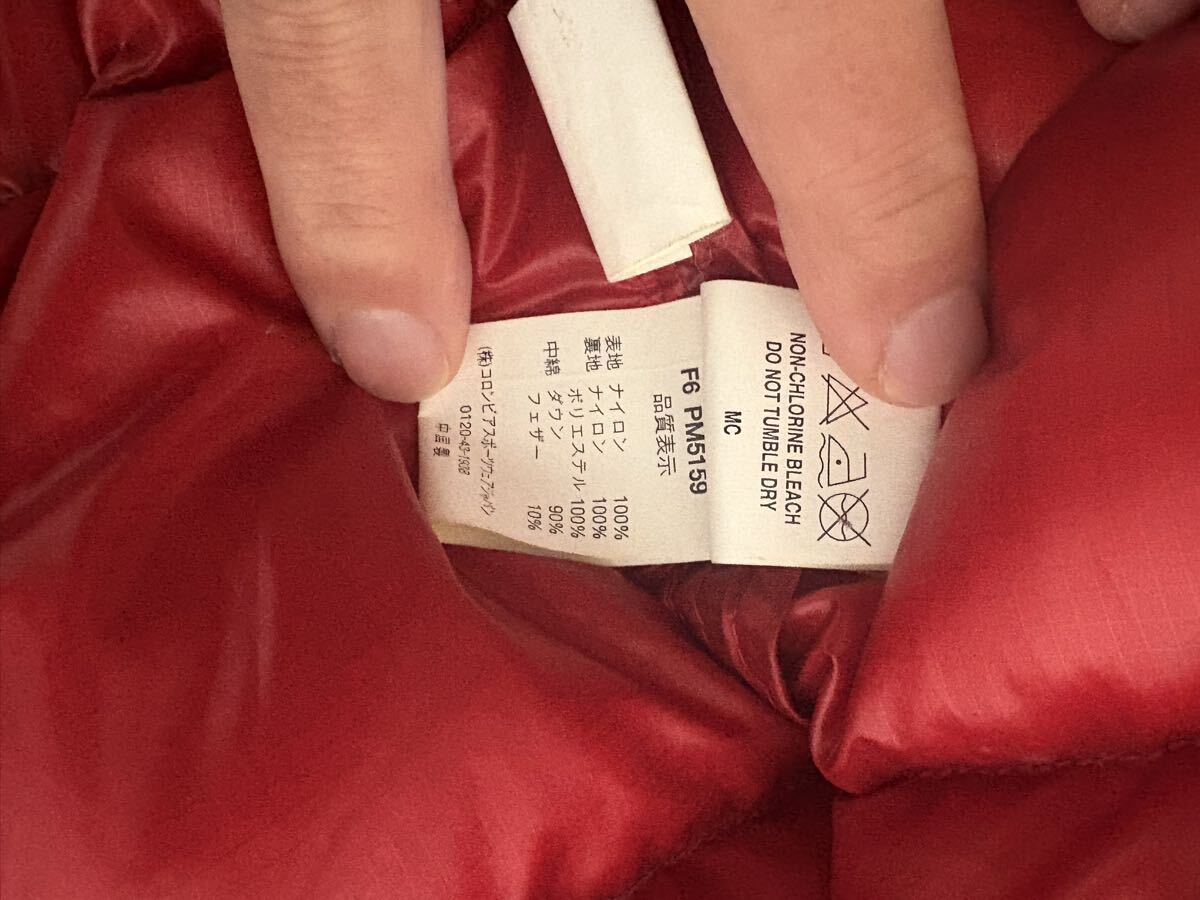 NON-CHLORINE BLEACH
DO NOT TUMBLE DRY
MC
F6 PM5159
品質表示
表地 ナイロン 100%
裏地 ナイロン 100%
ポリエステル 100%
中綿 ダウン 90%
フェザー 10%
(株)コロンビアスポーツウェアジャパン
0120-43-1608
中国製